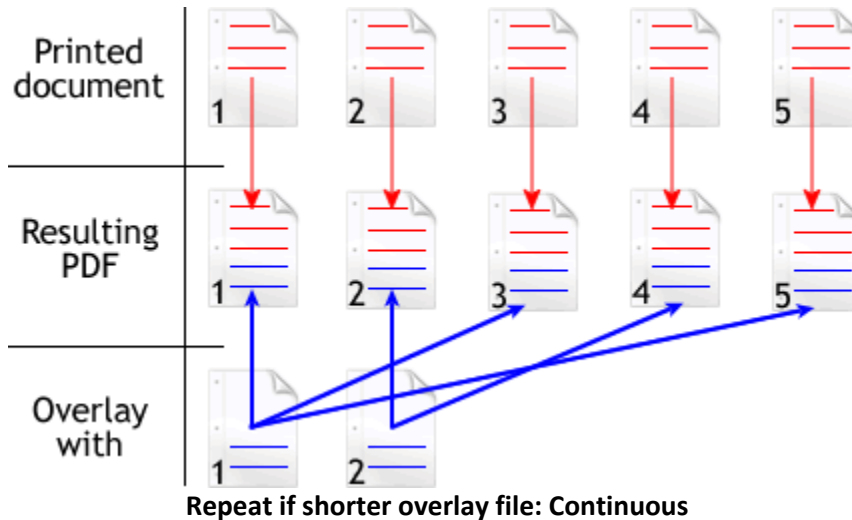 Printed
document
1 2 3 4 5
Resulting
PDF
1 2 3 4 5
Overlay
with
1 2
Repeat if shorter overlay file: Continuous